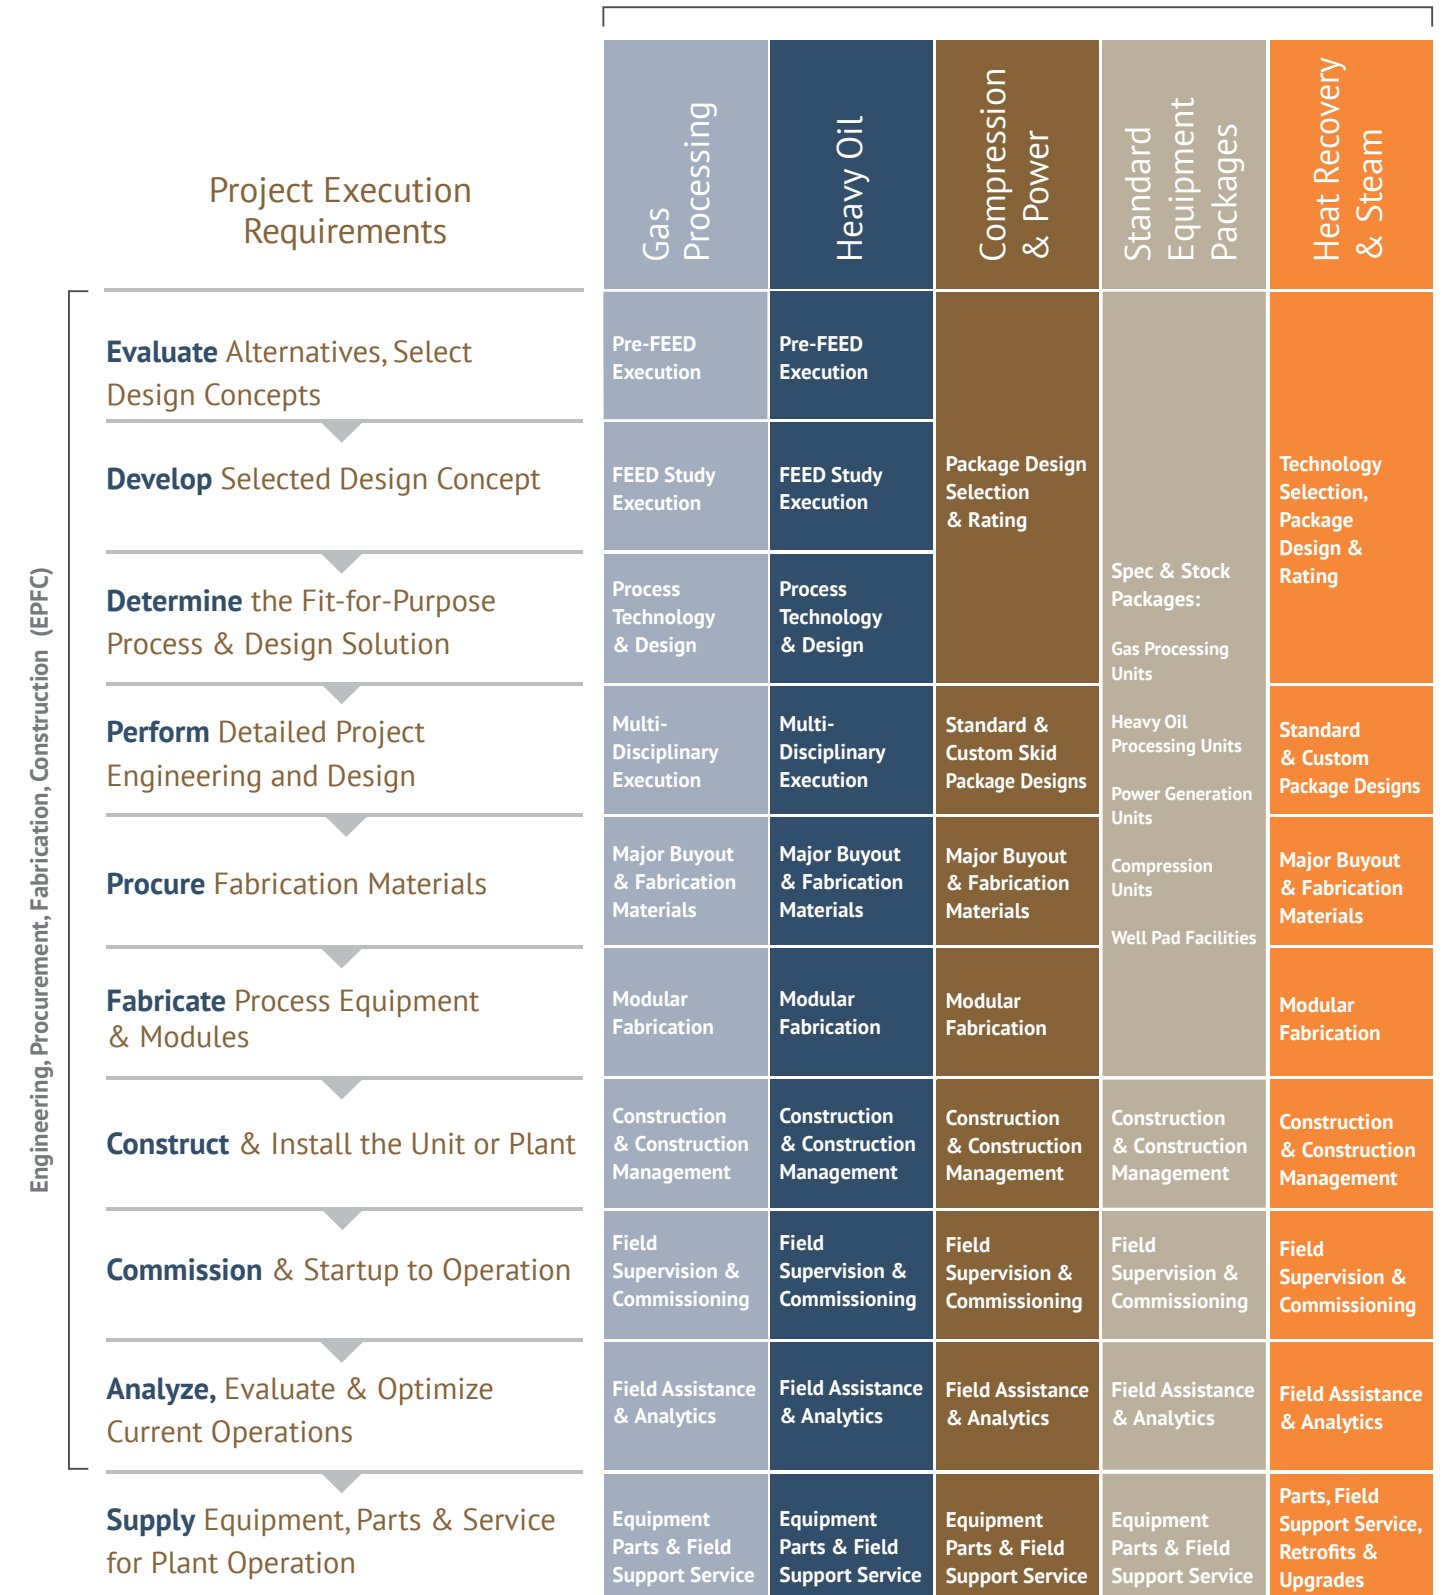 Project Execution
Requirements
Gas
Processing
Heavy Oil
Compression
& Power
Standard
Equipment
Packages
Heat Recovery
& Steam
Engineering, Procurement, Fabrication, Construction (EPFC)
Evaluate Alternatives, Select
Design Concepts
Pre-FEED
Execution
Pre-FEED
Execution
Package Design
Selection
& Rating
Spec & Stock
Packages:
Gas Processing
Units
Heavy Oil
Processing Units
Power Generation
Units
Compression
Units
Well Pad Facilities
Technology
Selection,
Package
Design &
Rating
Develop Selected Design Concept
FEED Study
Execution
FEED Study
Execution
Determine the Fit-for-Purpose
Process & Design Solution
Process
Technology
& Design
Process
Technology
& Design
Perform Detailed Project
Engineering and Design
Multi-
Disciplinary
Execution
Multi-
Disciplinary
Execution
Standard &
Custom Skid
Package Designs
Standard
& Custom
Package Designs
Procure Fabrication Materials
Major Buyout
& Fabrication
Materials
Major Buyout
& Fabrication
Materials
Major Buyout
& Fabrication
Materials
Major Buyout
& Fabrication
Materials
Fabricate Process Equipment
& Modules
Modular
Fabrication
Modular
Fabrication
Modular
Fabrication
Modular
Fabrication
Construct & Install the Unit or Plant
Construction
& Construction
Management
Construction
& Construction
Management
Construction
& Construction
Management
Construction
& Construction
Management
Construction
& Construction
Management
Commission & Startup to Operation
Field
Supervision &
Commissioning
Field
Supervision &
Commissioning
Field
Supervision &
Commissioning
Field
Supervision &
Commissioning
Field
Supervision &
Commissioning
Analyze, Evaluate & Optimize
Current Operations
Field Assistance
& Analytics
Field Assistance
& Analytics
Field Assistance
& Analytics
Field Assistance
& Analytics
Field Assistance
& Analytics
Supply Equipment, Parts & Service
for Plant Operation
Equipment
Parts & Field
Support Service
Equipment
Parts & Field
Support Service
Equipment
Parts & Field
Support Service
Equipment
Parts & Field
Support Service
Parts, Field
Support Service,
Retrofits &
Upgrades